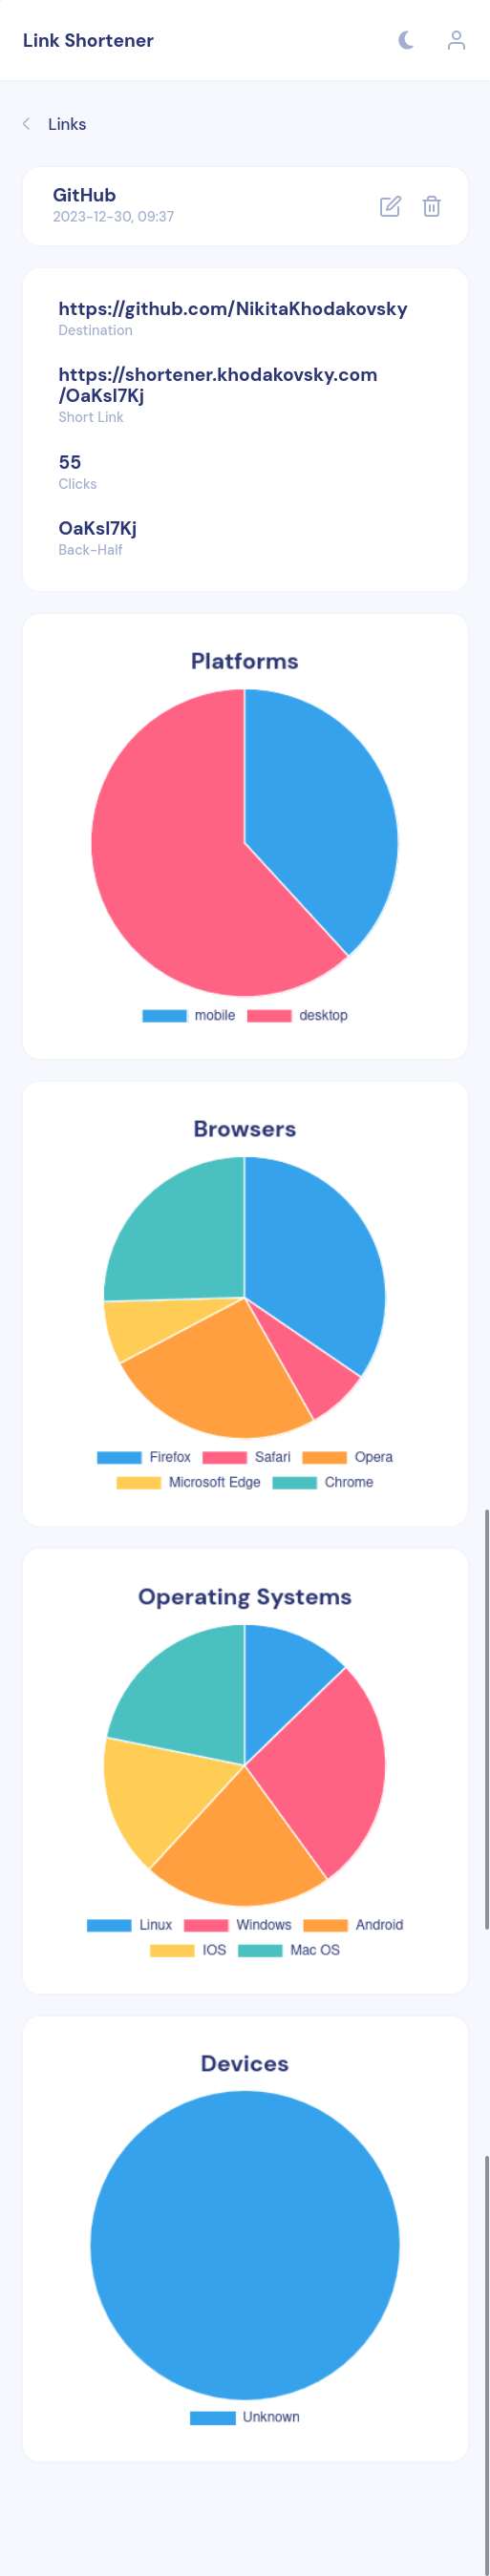 Link Shortener
Links
GitHub
2023-12-30, 09:37
https://github.com/NikitaKhodakovsky
Destination
https://shortener.khodakovsky.com
/OaKsI7Kj
Short Link
55
Clicks
OaKsI7Kj
Back-Half
Platforms
mobile desktop
Browsers
Firefox Safari Opera
Microsoft Edge Chrome
Operating Systems
Linux Windows Android
IOS Mac OS
Devices
Unknown